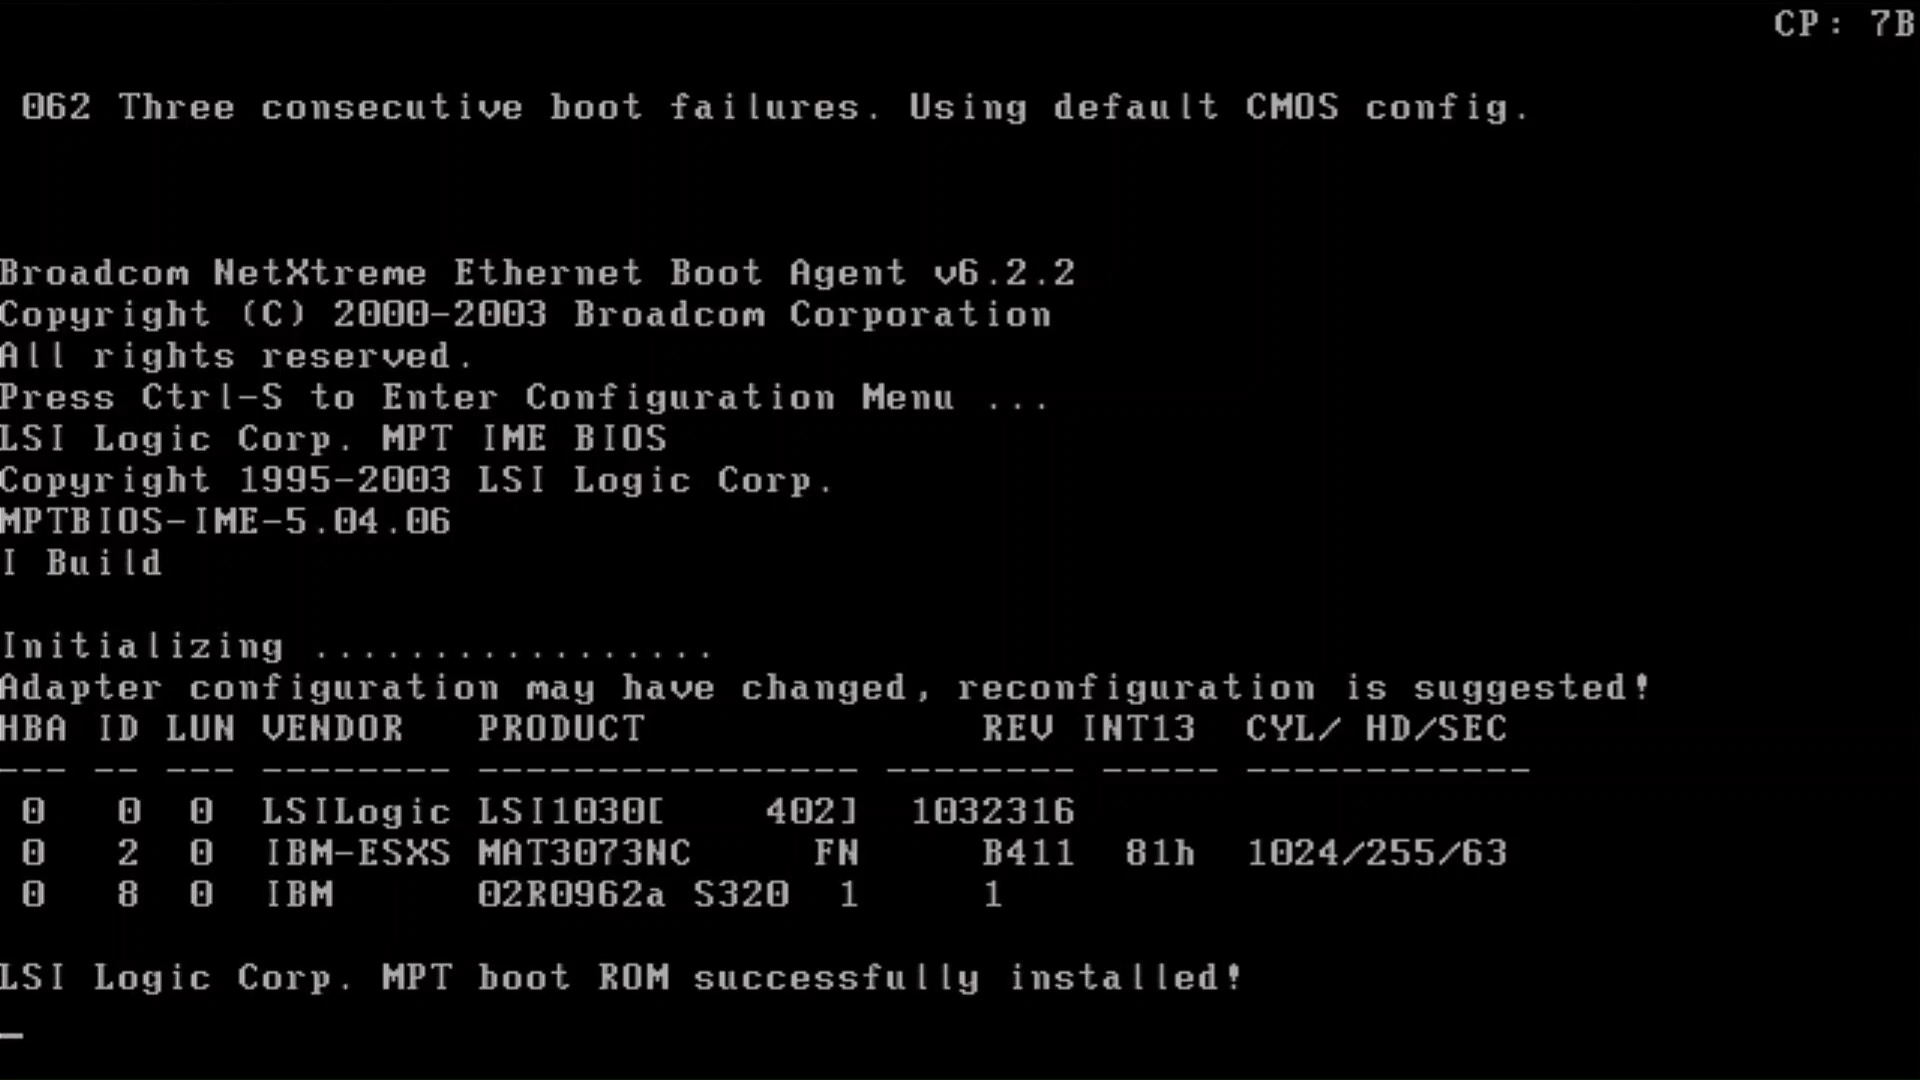 CP: 7B
062 Three consecutive boot failures. Using default CMOS config.
Broadcom NetXtreme Ethernet Boot Agent v6.2.2
Copyright (C) 2000-2003 Broadcom Corporation
All rights reserved.
Press Ctrl-S to Enter Configuration Menu ...
LSI Logic Corp. MPT IME BIOS
Copyright 1995-2003 LSI Logic Corp.
MPTBIOS-IME-5.04.06
I Build
Initializing .................
Adapter configuration may have changed, reconfiguration is suggested!
HBA ID LUN VENDOR   PRODUCT              REV INT13  CYL/ HD/SEC
--- -- --- -------- ---------------- -------- ----- ------------
0   0  0  LSILogic LSI1030[    402]  1032316
0   2  0  IBM-ESXS MAT3073NC     FN     B411  81h  1024/255/63
0   8  0  IBM      02R0962a S320  1     1
LSI Logic Corp. MPT boot ROM successfully installed!
_